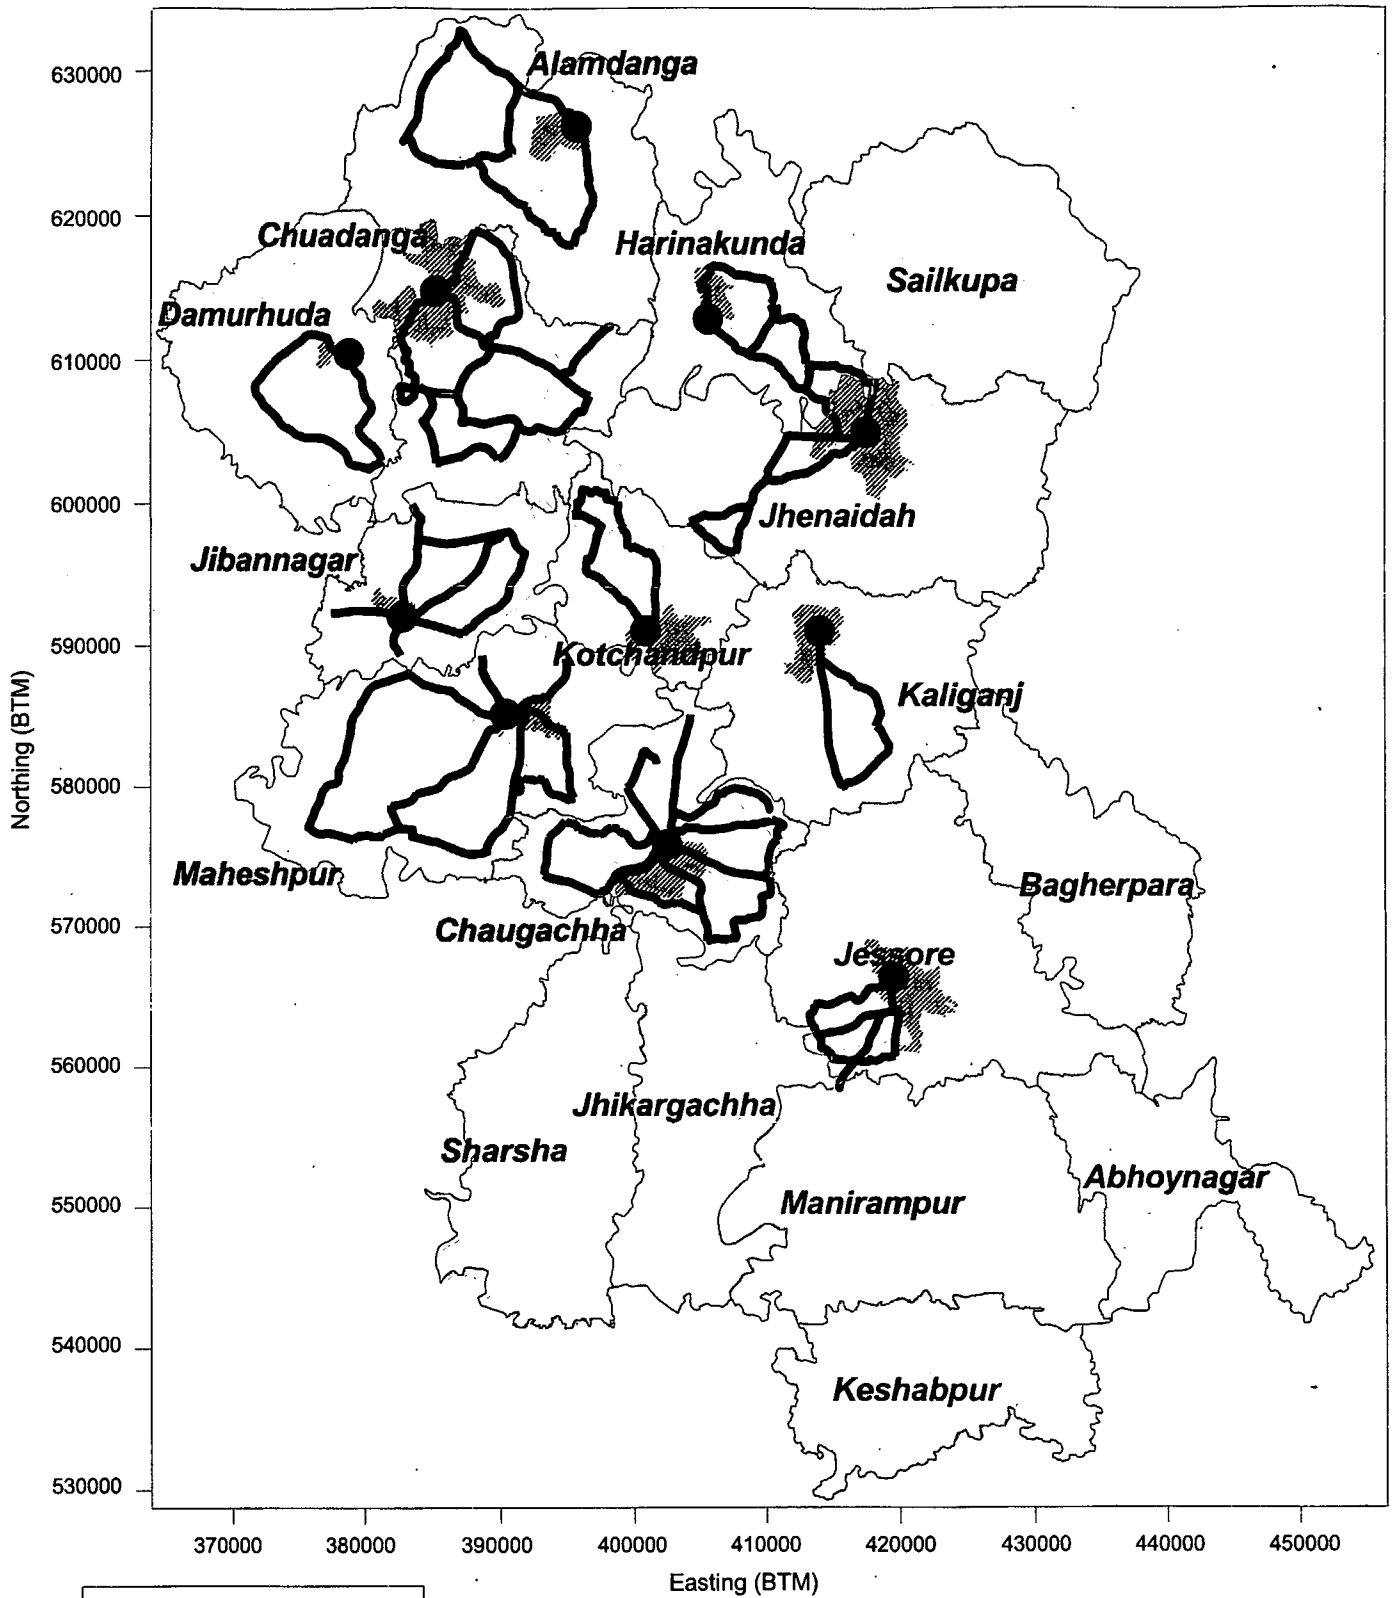 630000
Alamdanga
620000
Chuadanga
Harinakunda
Sailkupa
Damurhuda
610000
600000
Jhenaidah
Jibannagar
590000
Kotchandpur
Kaliganj
Northing (BTM)
580000
Maheshpur
Bagherpara
570000
Chaugachha
Jessore
560000
Jhikargachha
Sharsha
Abhoynagar
550000
Manirampur
540000
Keshabpur
530000
370000 380000 390000 400000 410000 420000 430000 440000 450000
Easting (BTM)